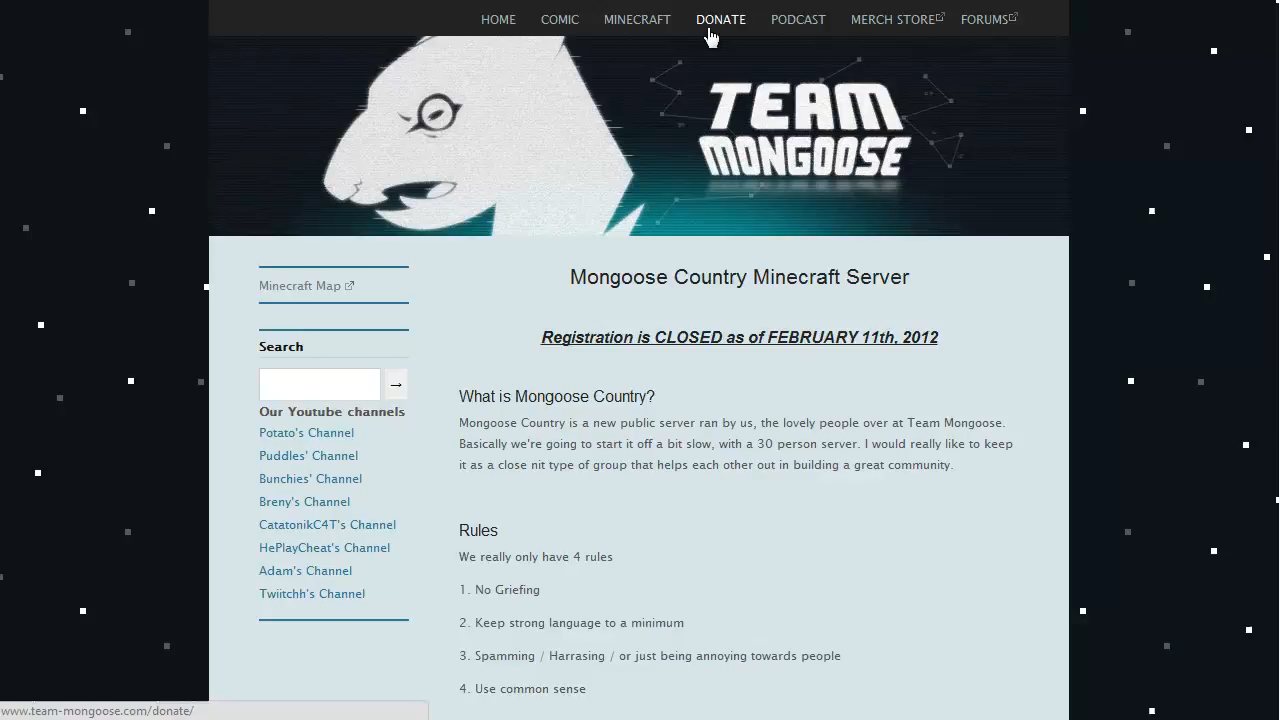 HOME COMIC MINECRAFT DONATE PODCAST MERCH STORE FORUMS
TEAM
MONGOOSE
Minecraft Map
Search
→
Our Youtube channels
Potato's Channel
Puddles' Channel
Bunchies' Channel
Breny's Channel
CatatonikC4T's Channel
HePlayCheat's Channel
Adam's Channel
Twiitchh's Channel
Mongoose Country Minecraft Server
Registration is CLOSED as of FEBRUARY 11th, 2012
What is Mongoose Country?
Mongoose Country is a new public server ran by us, the lovely people over at Team Mongoose.
Basically we're going to start it off a bit slow, with a 30 person server. I would really like to keep
it as a close nit type of group that helps each other out in building a great community.
Rules
We really only have 4 rules
1. No Griefing
2. Keep strong language to a minimum
3. Spamming / Harrasing / or just being annoying towards people
4. Use common sense
www.team-mongoose.com/donate/